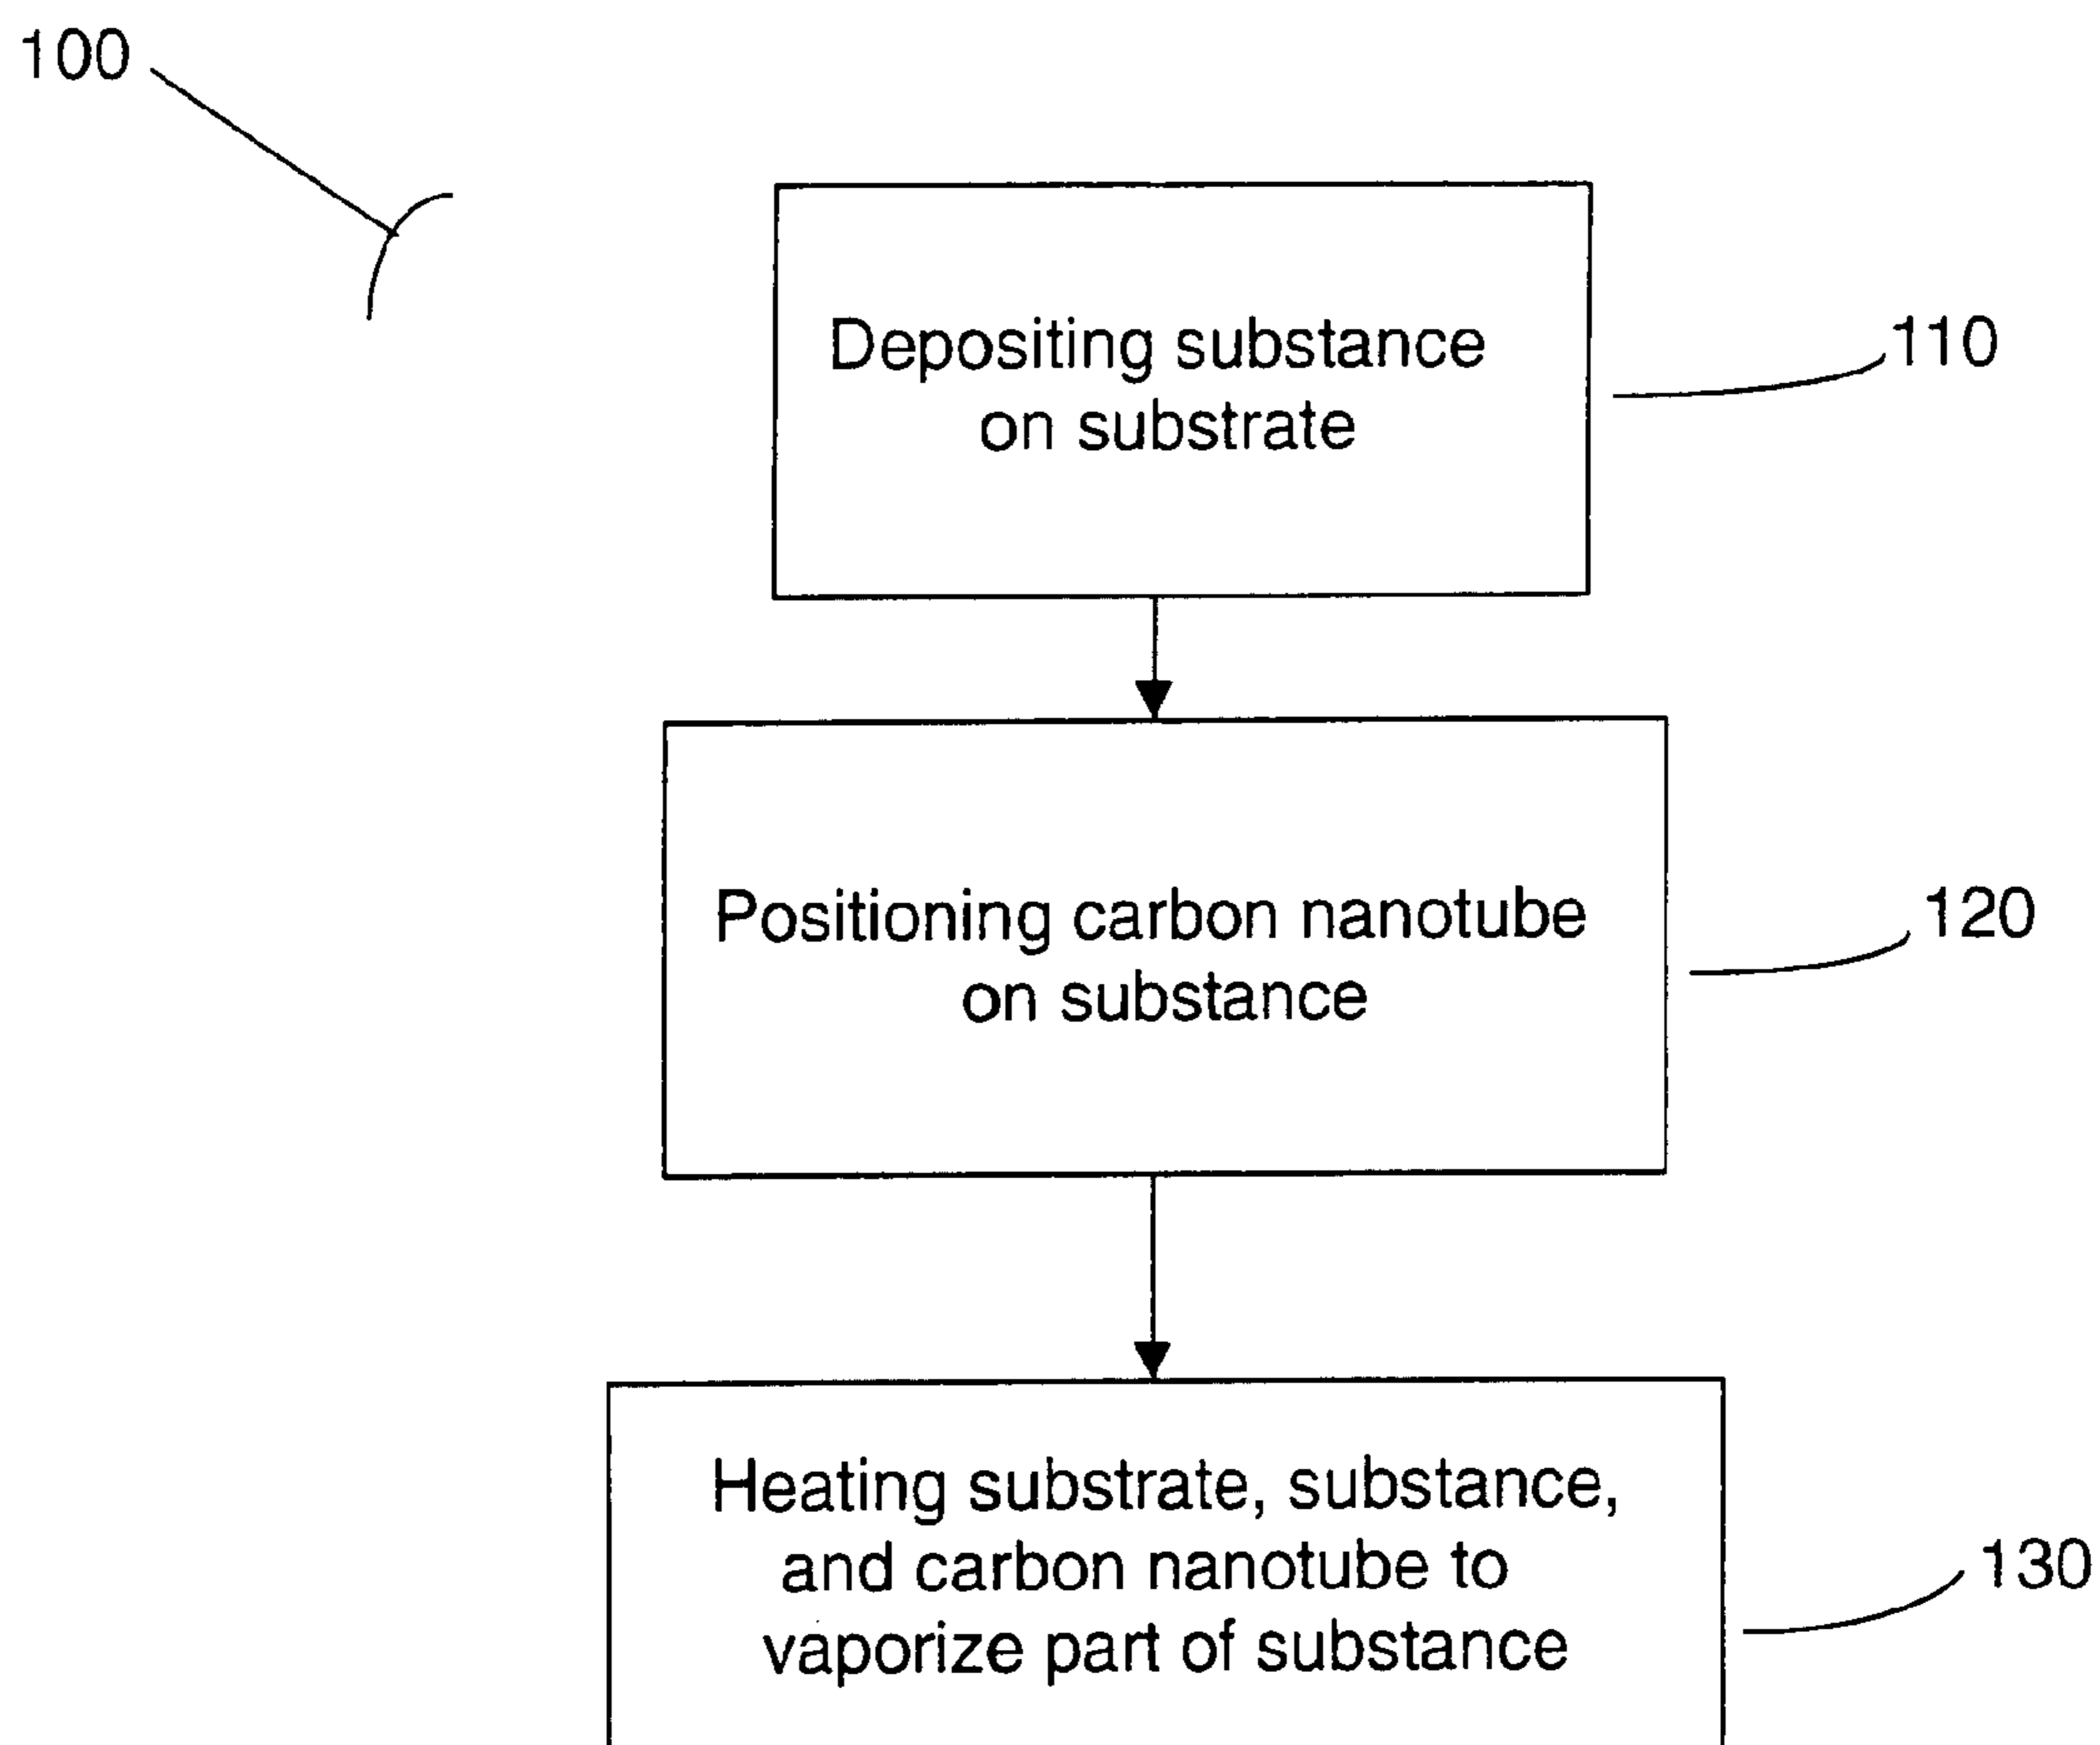 100
Depositing substance
on substrate
110
Positioning carbon nanotube
on substance
120
Heating substrate, substance,
and carbon nanotube to
vaporize part of substance
130